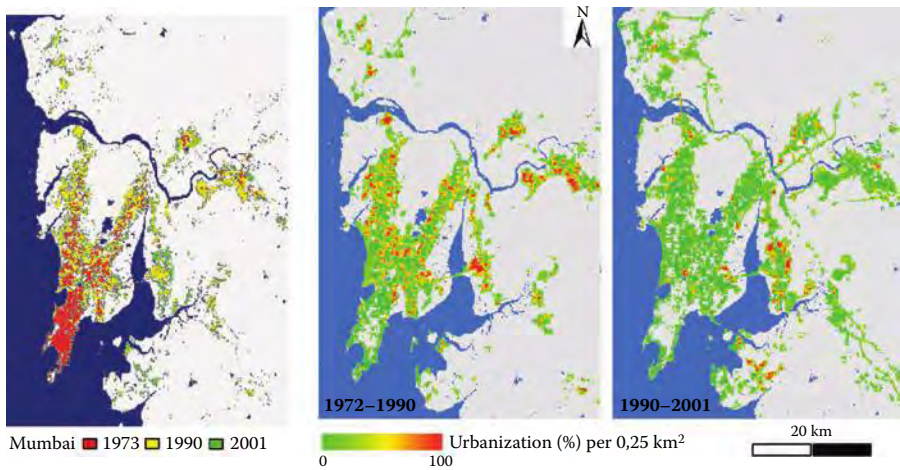 N
1972–1990
1990–2001
Mumbai 1973 1990 2001
Urbanization (%) per 0,25 km²
0 100
20 km